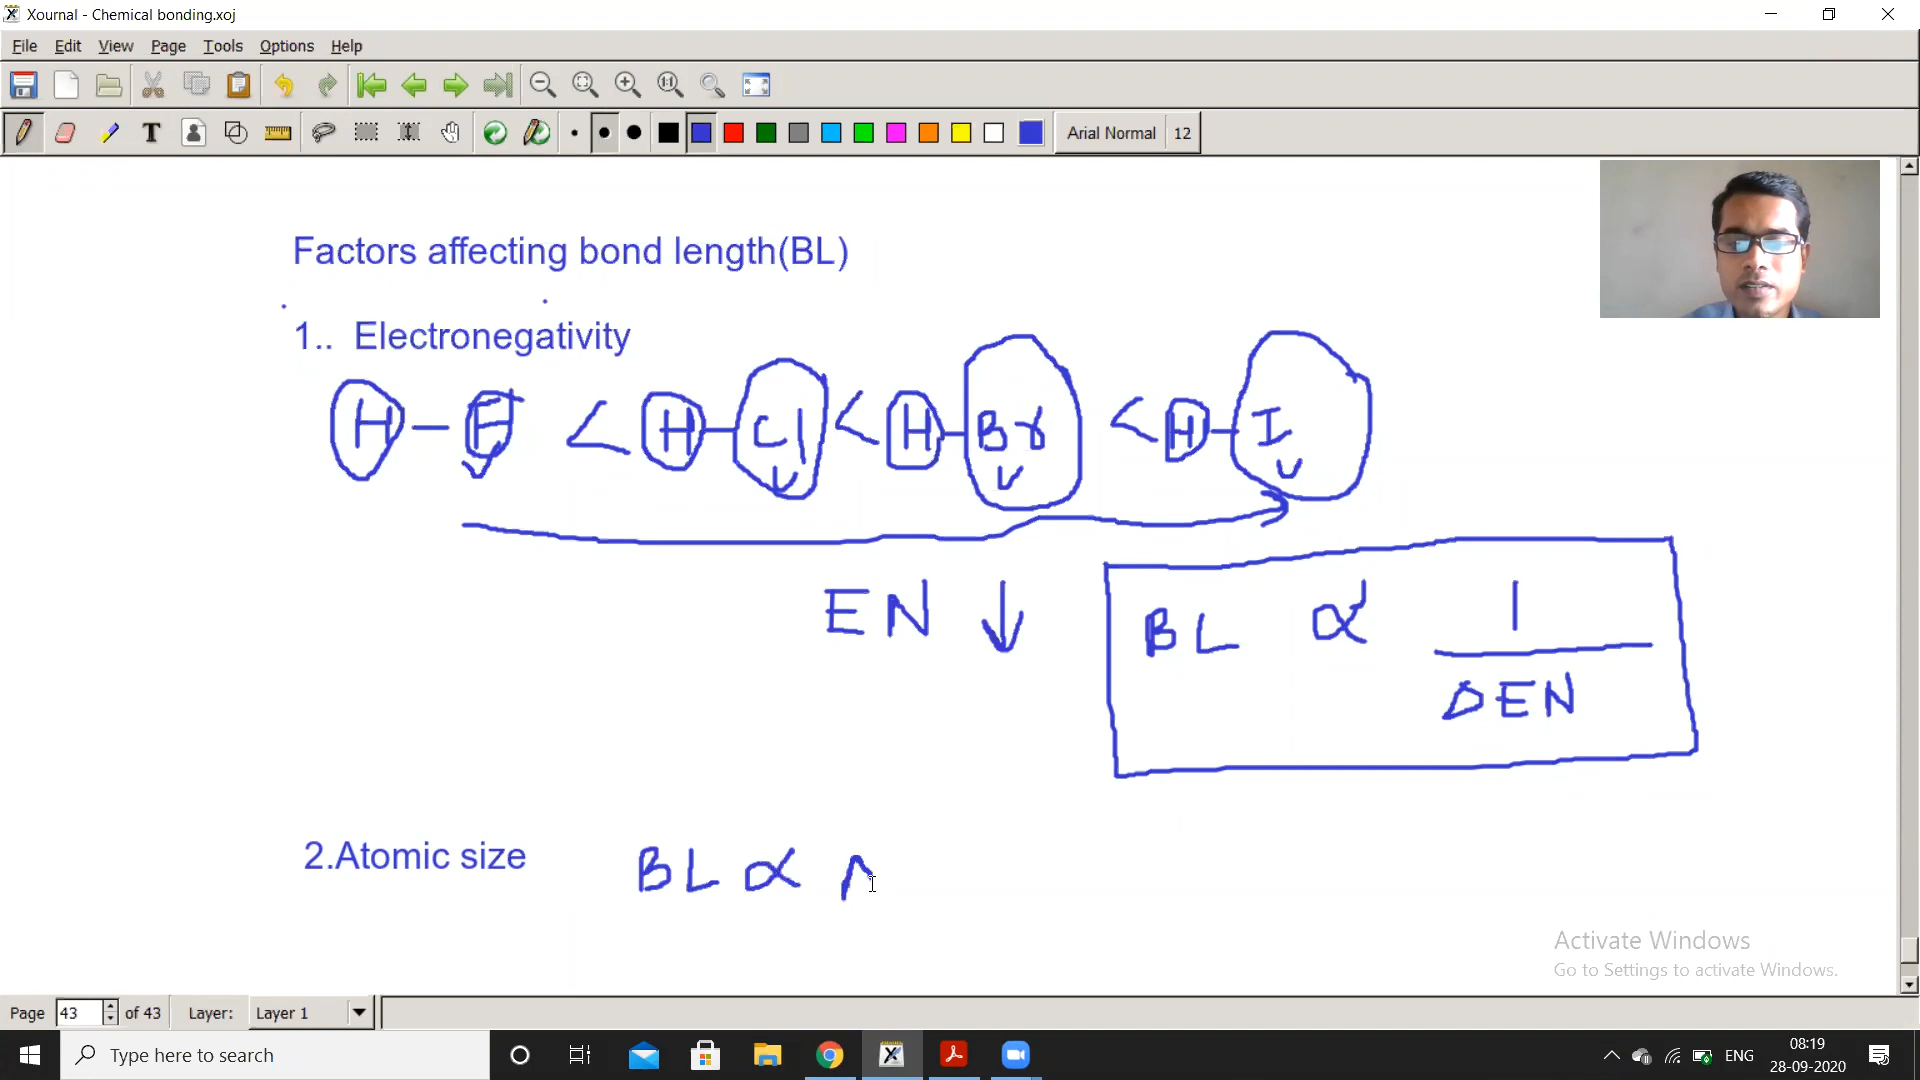 Xournal - Chemical bonding.xoj
File Edit View Page Tools Options Help
Arial Normal 12
Factors affecting bond length(BL)
1.. Electronegativity
H – F < H – Cl < H – Br < H – I
EN ↓
BL ∝ 1
ΔEN
2.Atomic size BL ∝
Activate Windows
Go to Settings to activate Windows.
Page 43 of 43 Layer: Layer 1
Type here to search
ENG
08:19
28-09-2020